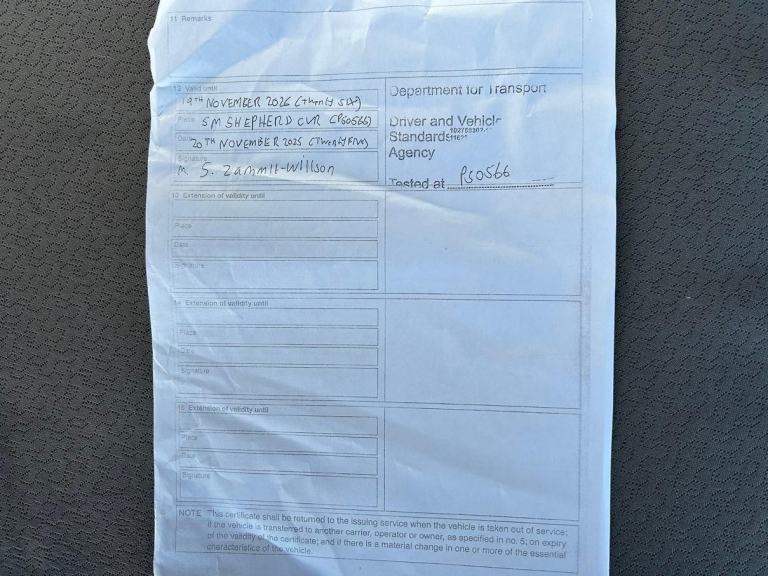 11 Remarks
12 Valid until
19TH NOVEMBER 2026 (Twenty Six)
Place SM SHEPHERD CVR (PS0566)
Date 20TH NOVEMBER 2025 (Twenty Five)
Signature
M. S. Zammit-Willson
Department for Transport
Driver and Vehicle
Standards
Agency
Tested at PS0566
13 Extension of validity until
Place
Date
Signature
14 Extension of validity until
Place
Date
Signature
15 Extension of validity until
Place
Date
Signature
NOTE This certificate shall be returned to the issuing service when the vehicle is taken out of service;
if the vehicle is transferred to another carrier, operator or owner, as specified in no. 5; on expiry
of the validity of the certificate; and if there is a material change in one or more of the essential
characteristics of the vehicle.